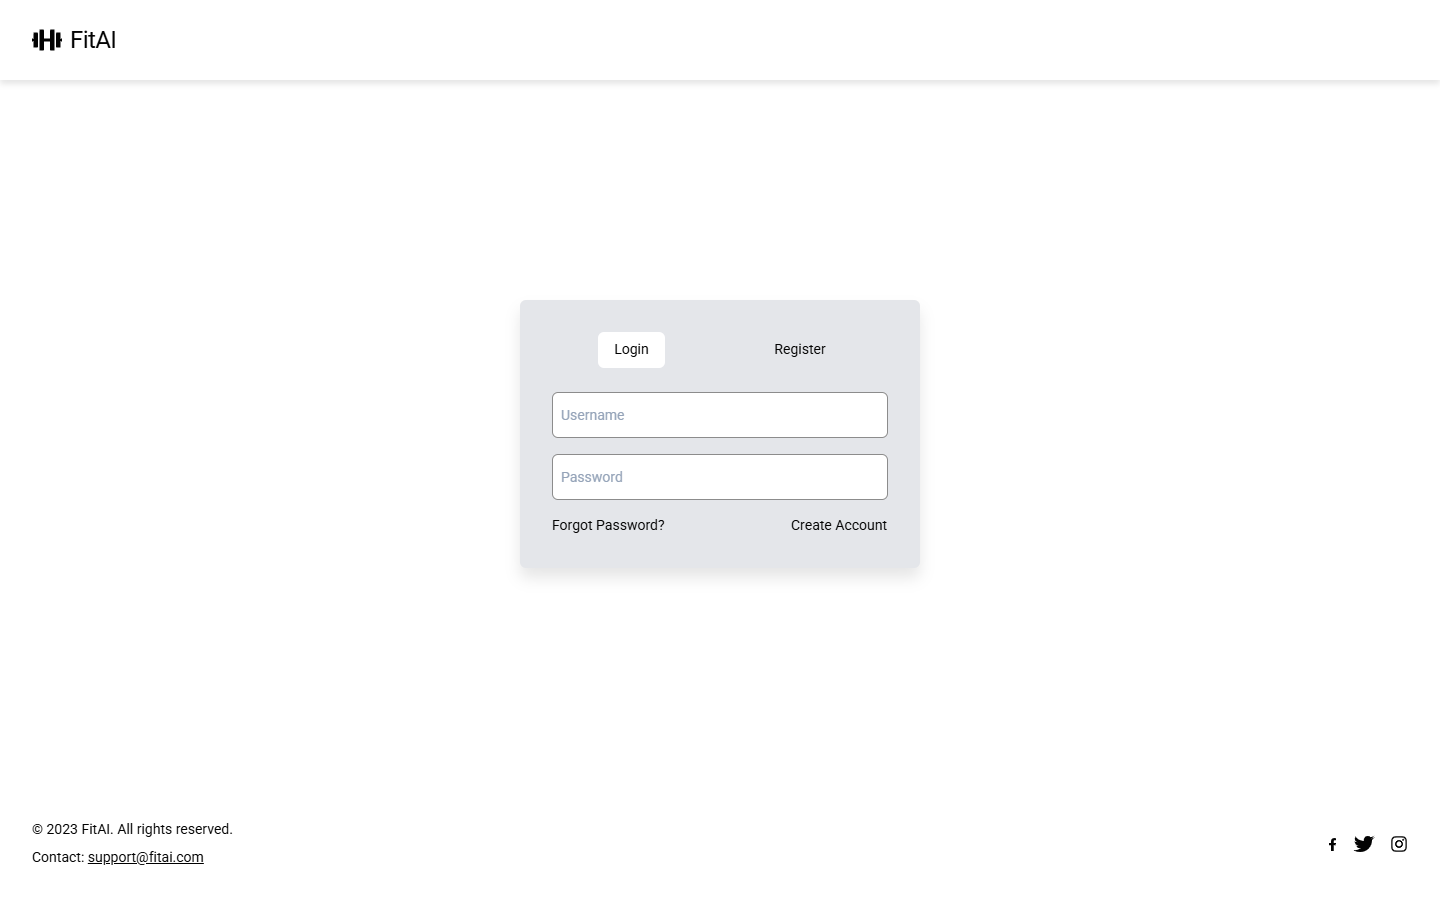 FitAI
Login
Register
Username
Password
Forgot Password?
Create Account
© 2023 FitAI. All rights reserved.
Contact: support@fitai.com